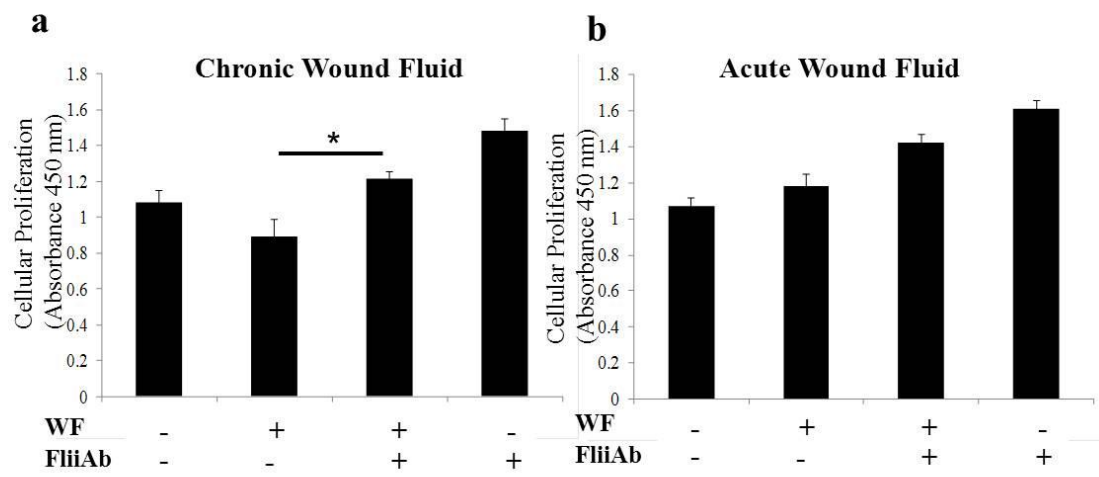 a
Chronic Wound Fluid
Cellular Proliferation
(Absorbance 450 nm)
1.8
1.6
1.4
1.2
1
0.8
0.6
0.4
0.2
0
*
WF - + + -
FliiAb - - + +
b
Acute Wound Fluid
Cellular Proliferation
(Absorbance 450 nm)
1.8
1.6
1.4
1.2
1
0.8
0.6
0.4
0.2
0
WF - + + -
FliiAb - - + +